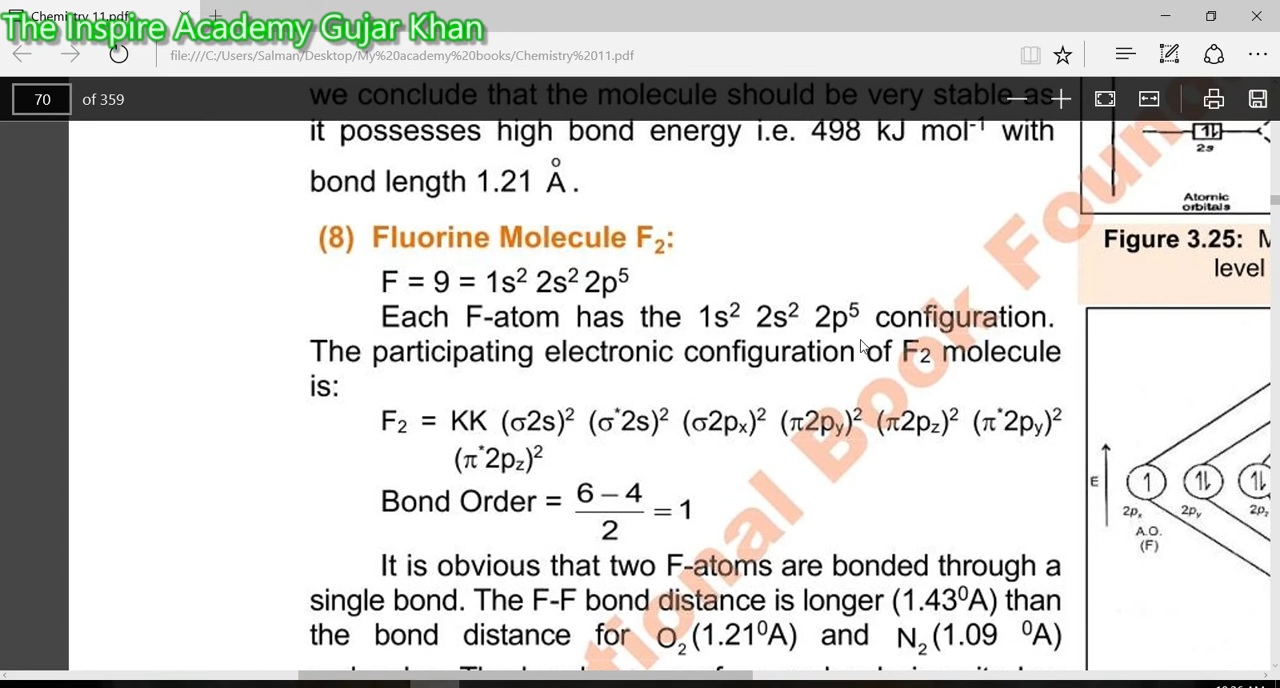 Chemistry 11.pdf
The Inspire Academy Gujar Khan
file:///C:/Users/Salman/Desktop/My%20academy%20books/Chemistry%2011.pdf
70 of 359
we conclude that the molecule should be very stable as
it possesses high bond energy i.e. 498 kJ mol⁻¹ with
bond length 1.21 Å.
(8) Fluorine Molecule F₂:
F = 9 = 1s² 2s² 2p⁵
Each F-atom has the 1s² 2s² 2p⁵ configuration.
The participating electronic configuration of F₂ molecule
is:
F₂ = KK (σ2s)² (σ*2s)² (σ2pₓ)² (π2py)² (π2pz)² (π*2py)²
(π*2pz)²
Bond Order = 6 – 4 / 2 = 1
It is obvious that two F-atoms are bonded through a
single bond. The F-F bond distance is longer (1.43⁰A) than
the bond distance for O₂(1.21⁰A) and N₂(1.09 ⁰A)
2s
Atomic
orbitals
Figure 3.25: M
level
E
1 1l 1l
2pₓ 2py 2pz
A.O.
(F)
tional Book Found